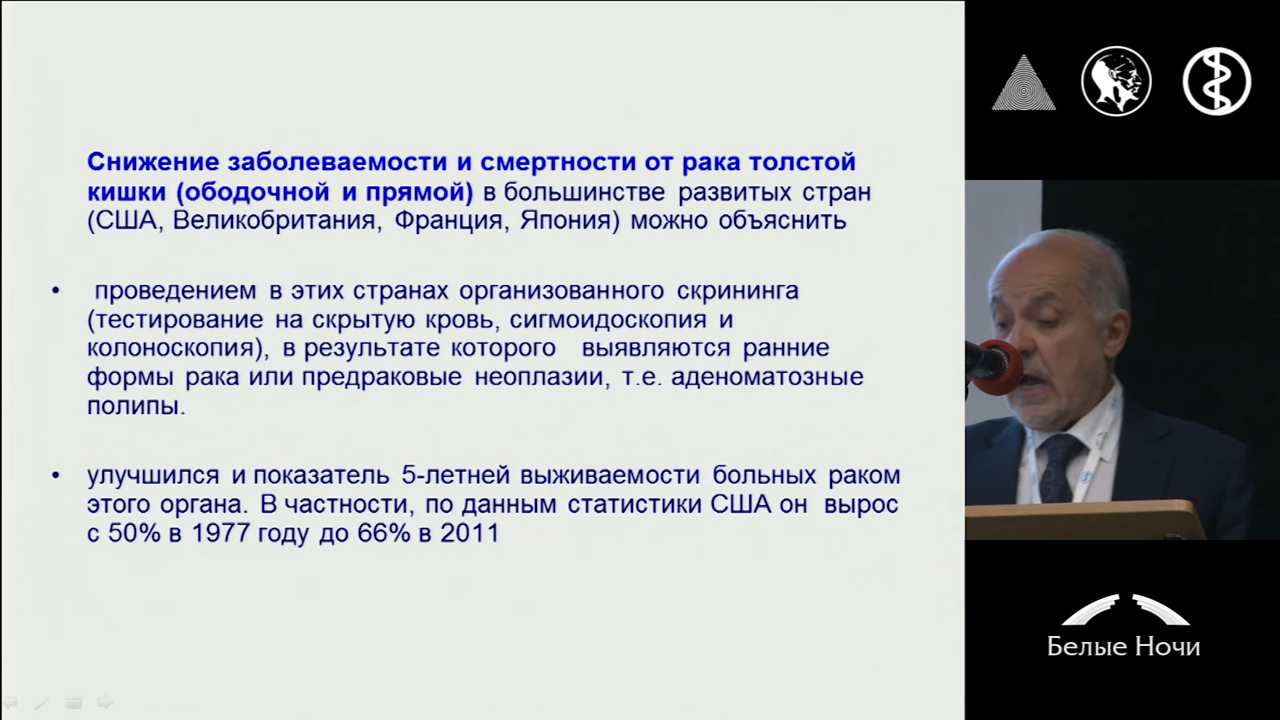 Снижение заболеваемости и смертности от рака толстой
кишки (ободочной и прямой) в большинстве развитых стран
(США, Великобритания, Франция, Япония) можно объяснить
• проведением в этих странах организованного скрининга
(тестирование на скрытую кровь, сигмоидоскопия и
колоноскопия), в результате которого выявляются ранние
формы рака или предраковые неоплазии, т.е. аденоматозные
полипы.
• улучшился и показатель 5-летней выживаемости больных раком
этого органа. В частности, по данным статистики США он вырос
с 50% в 1977 году до 66% в 2011
Белые Ночи